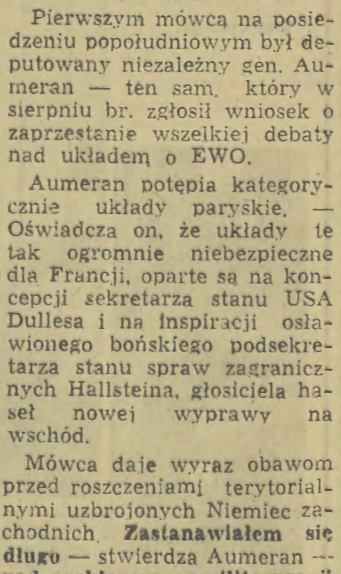 Pierwszym mówcą na posie-
dzeniu popołudniowym był de-
putowany niezależny gen. Au-
meran — ten sam, który w
sierpniu br. zgłosił wniosek o
zaprzestanie wszelkiej debaty
nad układem o EWO.
Aumeran potępia kategory-
cznie układy paryskie. —
Oświadcza on, że układy te
tak ogromnie niebezpieczne
dla Francji, oparte są na kon-
cepcji sekretarza stanu USA
Dullesa i na inspiracji osła-
wionego bońskiego podsekre-
tarza stanu spraw zagranicz-
nych Hallsteina, głosiciela ha-
seł nowej wyprawy na
wschód.
Mówca daje wyraz obawom
przed roszczeniami terytorial-
nymi uzbrojonych Niemiec za-
chodnich. Zastanawiałem się
długo — stwierdza Aumeran —